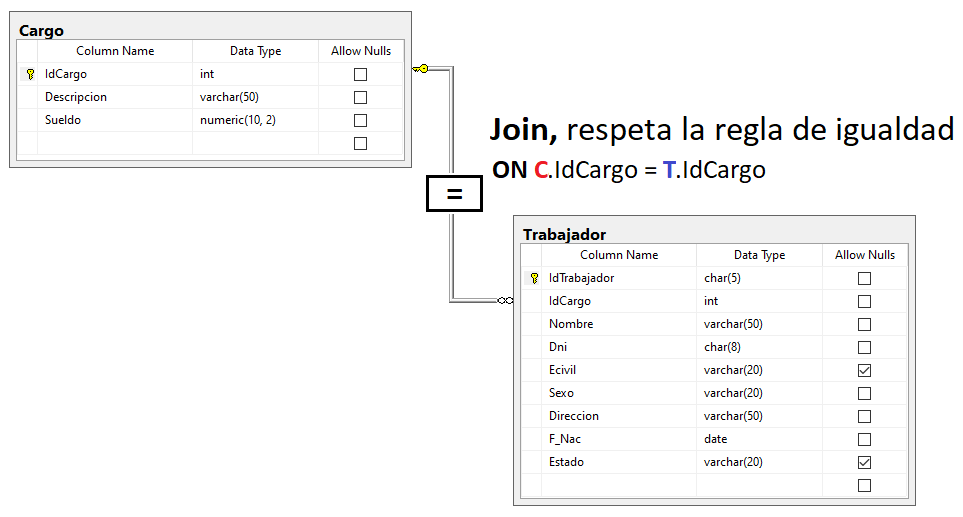 Cargo
Column Name Data Type Allow Nulls
IdCargo int
Descripcion varchar(50)
Sueldo numeric(10, 2)
Join, respeta la regla de igualdad
ON C.IdCargo = T.IdCargo
=
Trabajador
Column Name Data Type Allow Nulls
IdTrabajador char(5)
IdCargo int
Nombre varchar(50)
Dni char(8)
Ecivil varchar(20)
Sexo varchar(20)
Direccion varchar(50)
F_Nac date
Estado varchar(20)